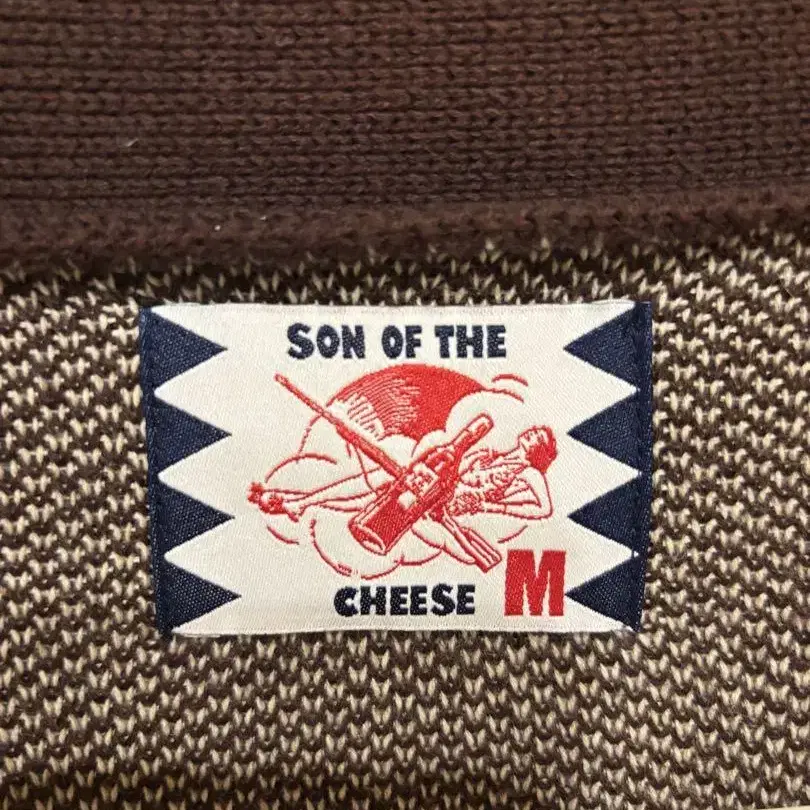 SON OF THE
CHEESE M